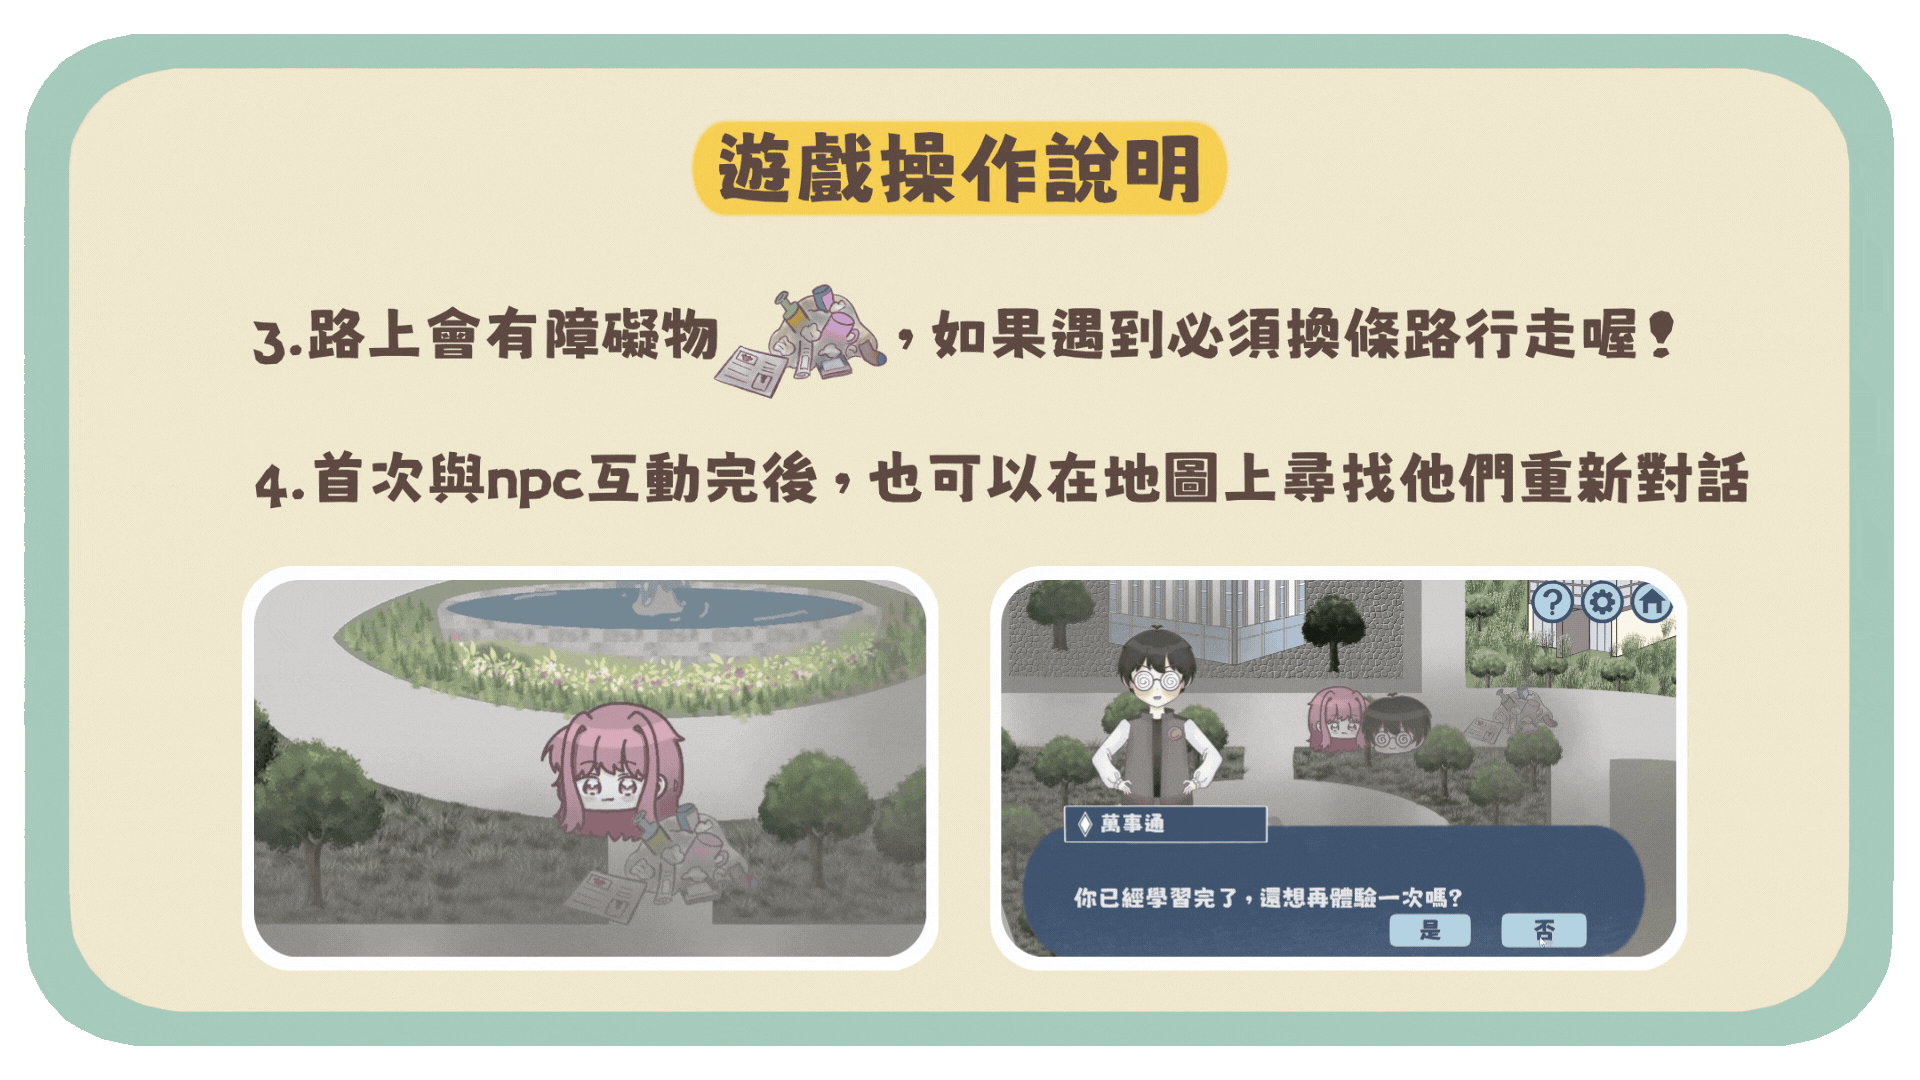 遊戲操作說明
3.路上會有障礙物，如果遇到必須換條路行走喔！
4.首次與npc互動完後，也可以在地圖上尋找他們重新對話
?
萬事通
你已經學習完了，還想再體驗一次嗎?
是 否